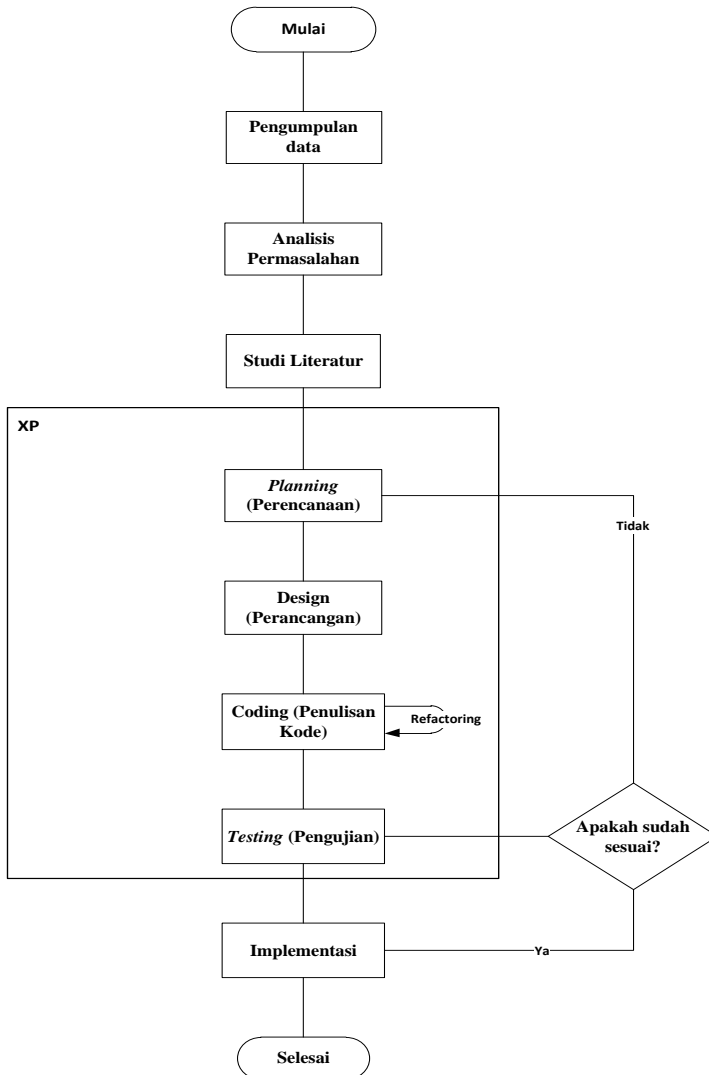 Mulai
Pengumpulan
data
Analisis
Permasalahan
Studi Literatur
XP
Planning
(Perencanaan)
Tidak
Design
(Perancangan)
Coding (Penulisan
Kode)
Refactoring
Testing (Pengujian)
Apakah sudah
sesuai?
Implementasi
Ya
Selesai